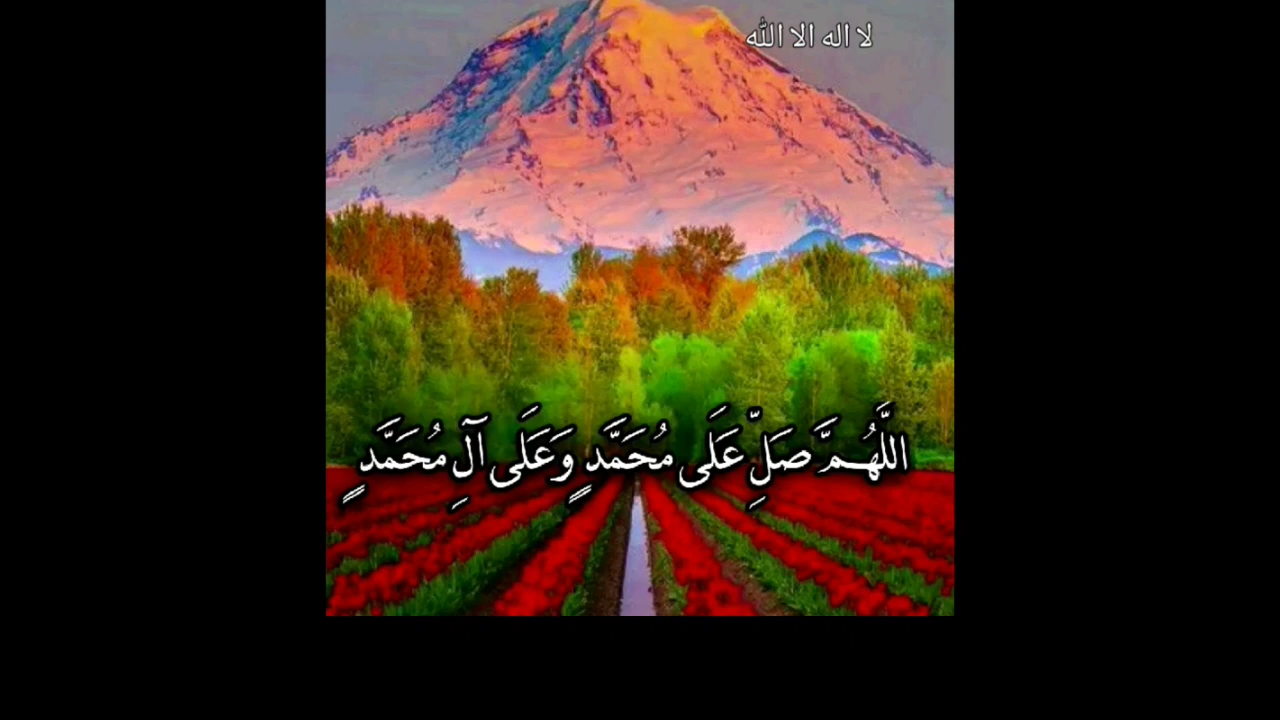 لا اله الا الله
اللَّهُمَّ صَلِّ عَلَى مُحَمَّدٍ وَعَلَى آلِ مُحَمَّدٍ